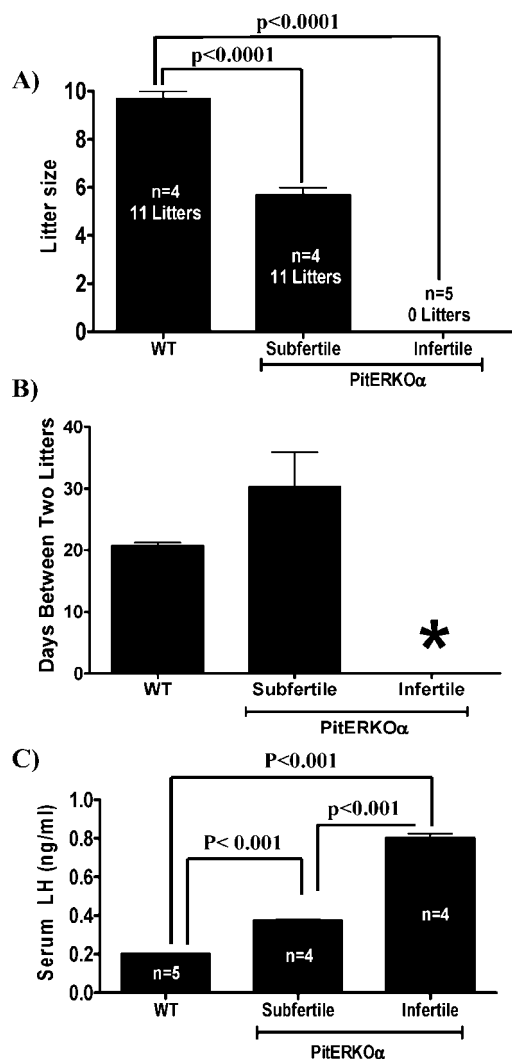 p<0.0001
p<0.0001
A)
10
8
6
4
2
0
Litter size
n=4
11 Litters
n=4
11 Litters
n=5
0 Litters
WT
Subfertile
Infertile
PitERKOα
B)
40
30
20
10
0
Days Between Two Litters
*
WT
Subfertile
Infertile
PitERKOα
C)
P<0.001
p<0.001
P< 0.001
1.0
0.8
0.6
0.4
0.2
0.0
Serum LH (ng/ml)
n=5
n=4
n=4
WT
Subfertile
Infertile
PitERKOα